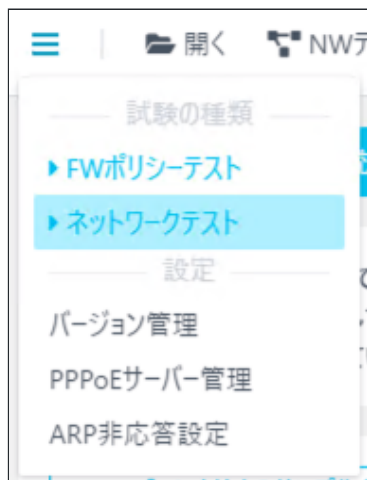 開く NWテ
試験の種類
FWポリシーテスト
ネットワークテスト
設定
バージョン管理
PPPoEサーバー管理
ARP非応答設定